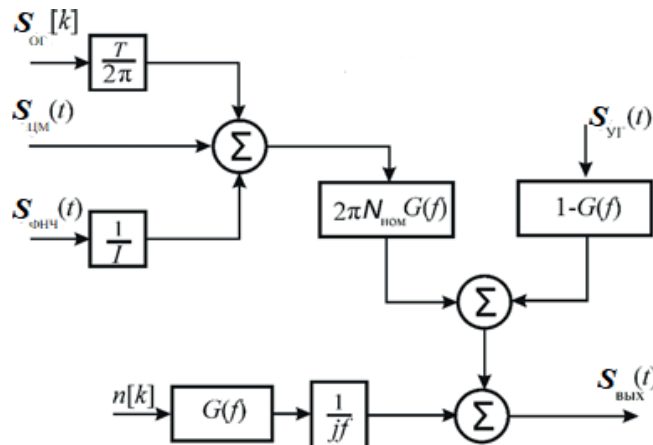 S_ОГ[k]
T
2π
S_ЦМ(t)
Σ
S_УГ(t)
S_ФНЧ(t)
1
I
2πN_ном G(f)
1-G(f)
Σ
n[k]
G(f)
1
jf
Σ
S_вых(t)